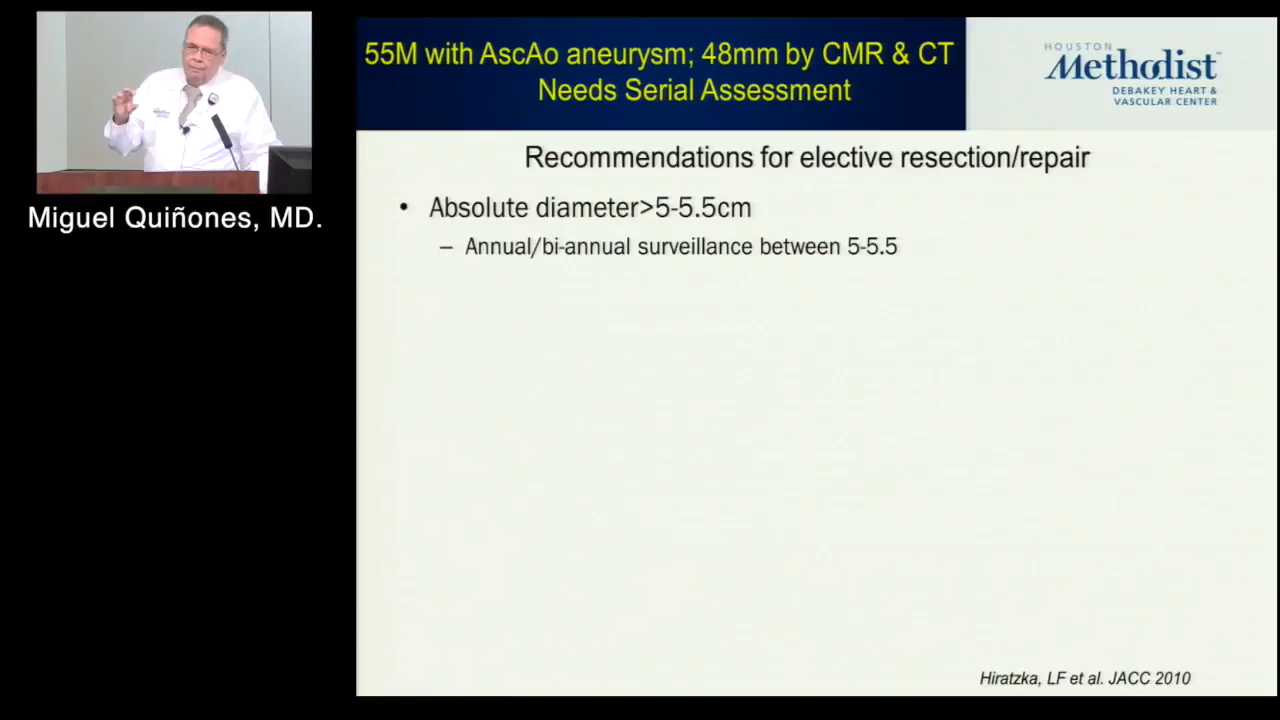 Miguel Quiñones, MD.
55M with AscAo aneurysm; 48mm by CMR & CT
Needs Serial Assessment
HOUSTON
Methodist
DEBAKEY HEART &
VASCULAR CENTER
Recommendations for elective resection/repair
• Absolute diameter>5-5.5cm
– Annual/bi-annual surveillance between 5-5.5
Hiratzka, LF et al. JACC 2010